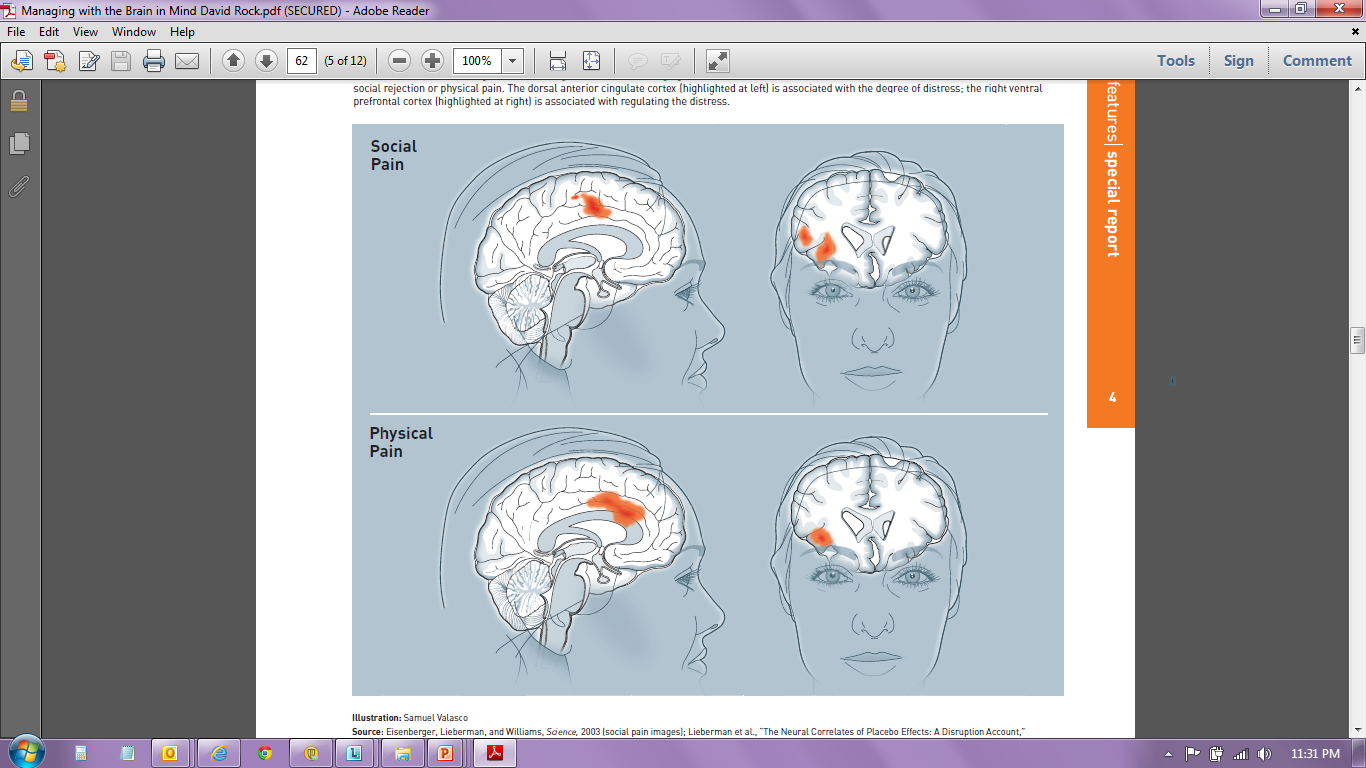 Managing with the Brain in Mind David Rock.pdf (SECURED) - Adobe Reader
File Edit View Window Help
62 (5 of 12) 100% Tools Sign Comment
social rejection or physical pain. The dorsal anterior cingulate cortex (highlighted at left) is associated with the degree of distress; the right ventral
prefrontal cortex (highlighted at right) is associated with regulating the distress.
features | special report
4
Social
Pain
Physical
Pain
Illustration: Samuel Valasco
Source: Eisenberger, Lieberman, and Williams, Science, 2003 (social pain images); Lieberman et al., "The Neural Correlates of Placebo Effects: A Disruption Account,"
11:31 PM